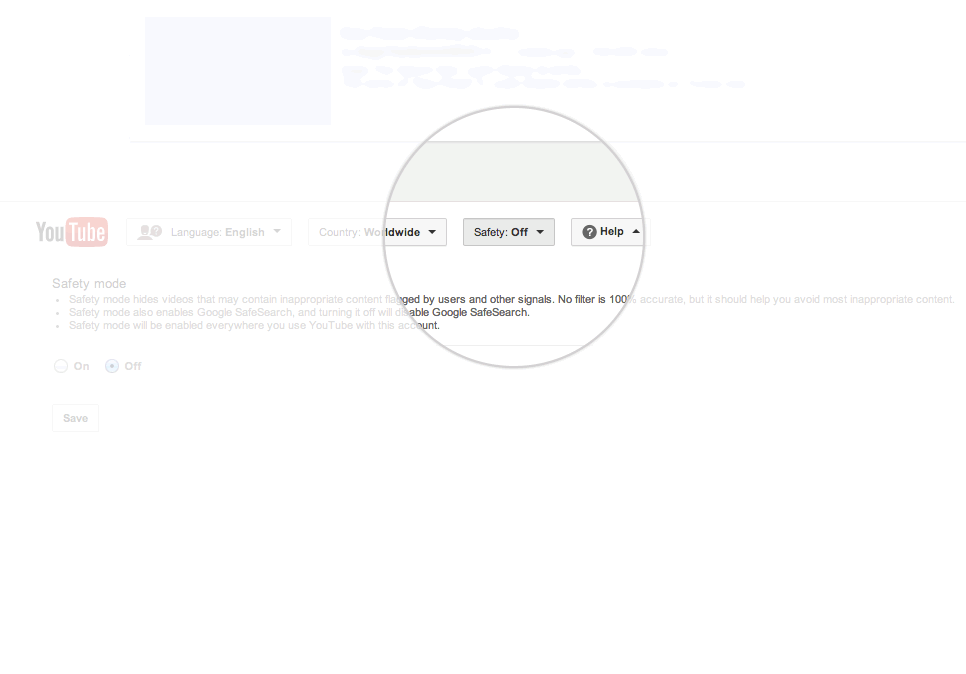 YouTube Language: English Country: Worldwide Safety: Off ? Help
Safety mode
• Safety mode hides videos that may contain inappropriate content flagged by users and other signals. No filter is 100% accurate, but it should help you avoid most inappropriate content.
• Safety mode also enables Google SafeSearch, and turning it off will disable Google SafeSearch.
• Safety mode will be enabled everywhere you use YouTube with this account.
On Off
Save